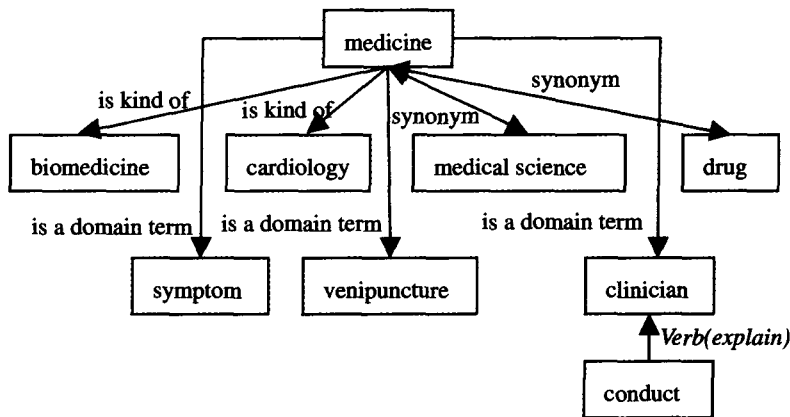 medicine
synonym
is kind of
is kind of
synonym
biomedicine
cardiology
medical science
drug
is a domain term
is a domain term
is a domain term
symptom
venipuncture
clinician
Verb(explain)
conduct